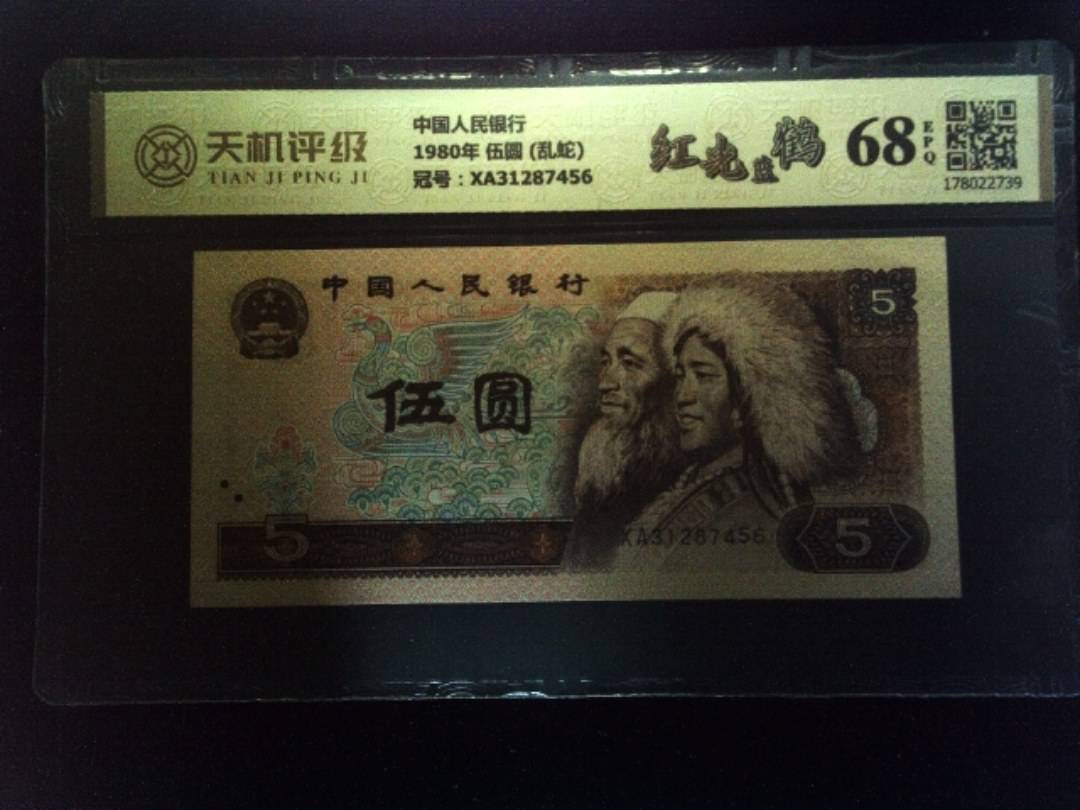 天机评级
TIAN JI PING JI
中国人民银行
1980年 伍圆 (乱蛇)
冠号：XA31287456
红光蓝鹤
68
EPQ
178022739
中国人民银行
5
伍圆
XA31287456
5
5